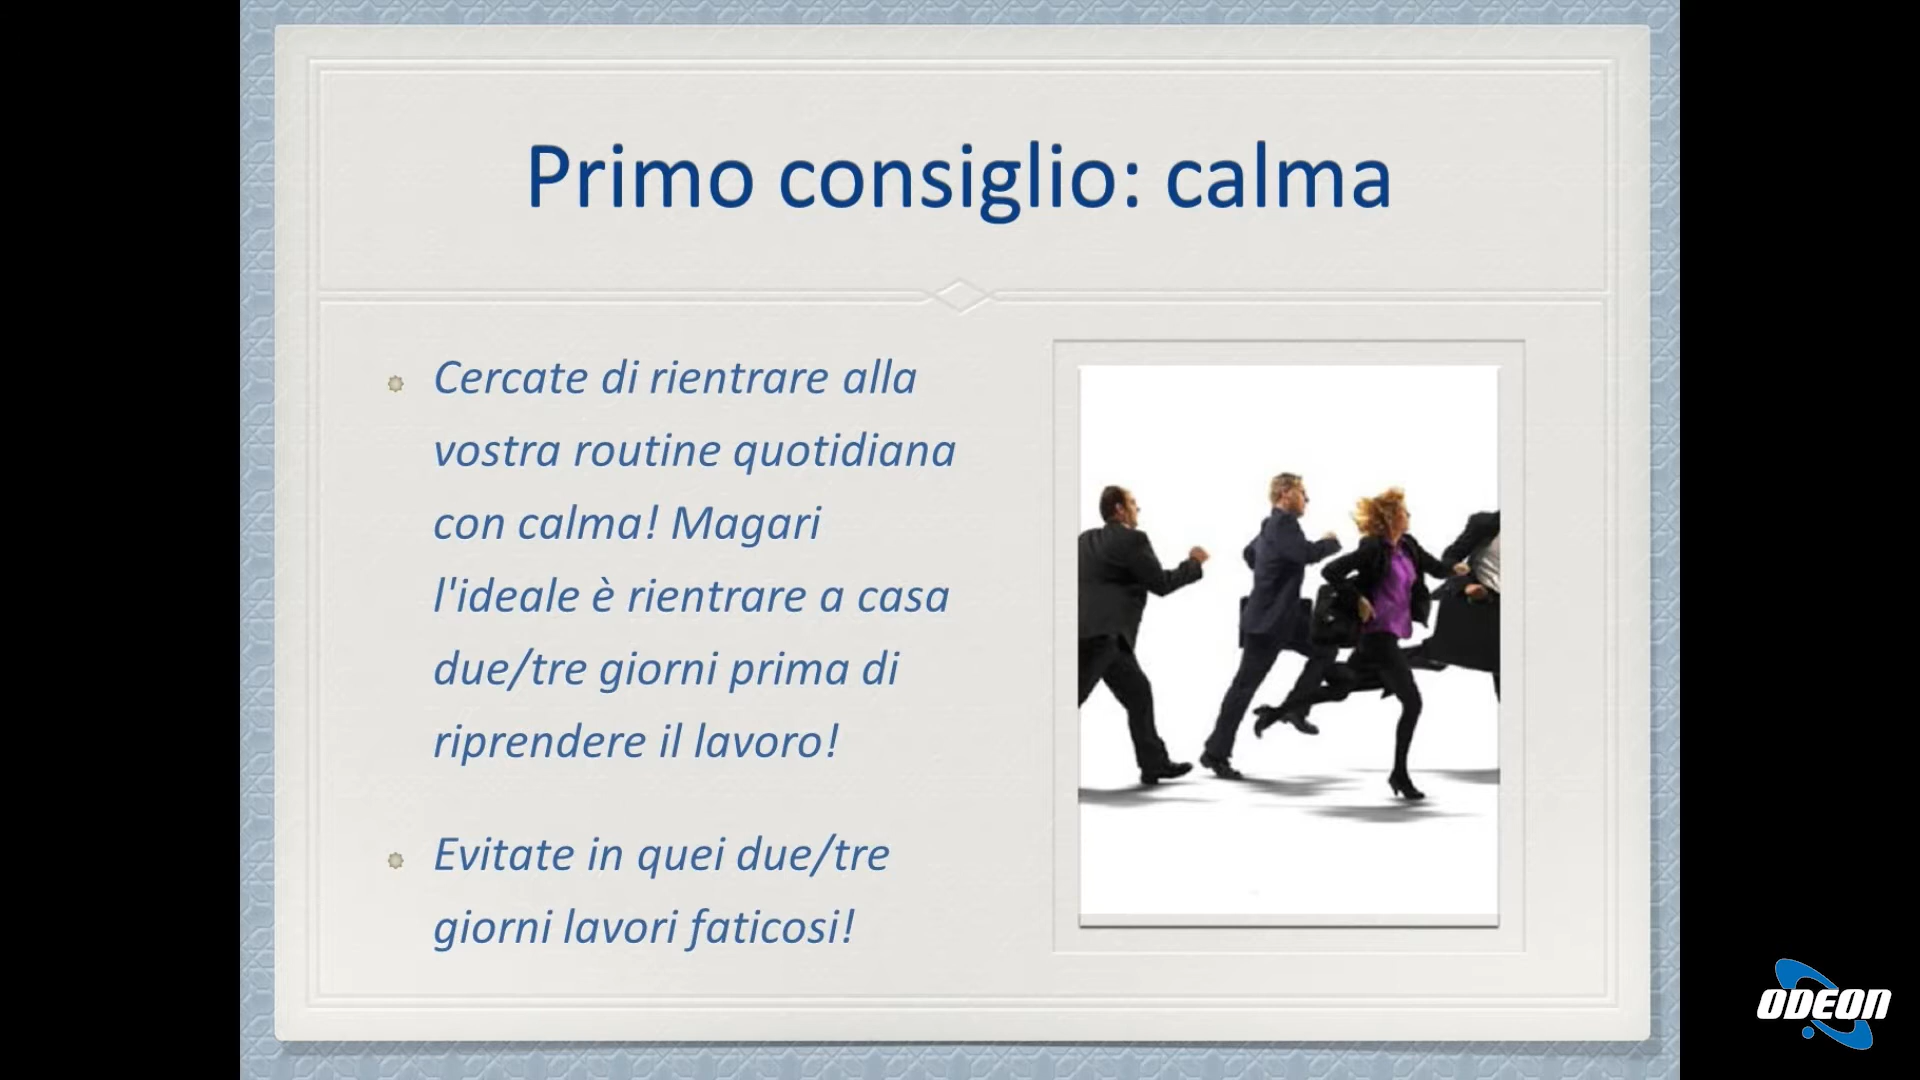 Primo consiglio: calma
Cercate di rientrare alla
vostra routine quotidiana
con calma! Magari
l'ideale è rientrare a casa
due/tre giorni prima di
riprendere il lavoro!
Evitate in quei due/tre
giorni lavori faticosi!
ODEON